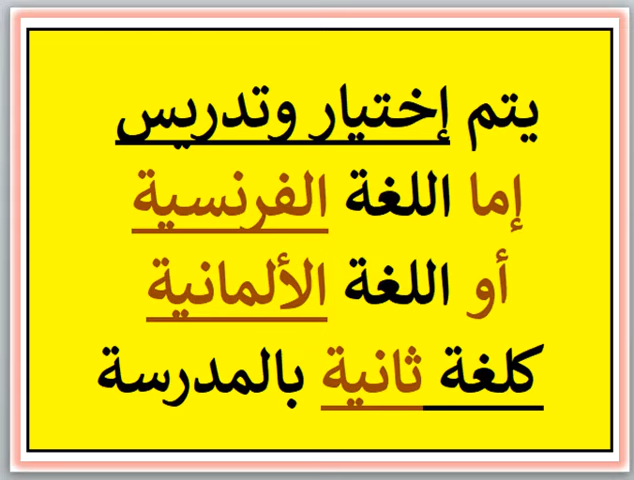 يتم إختيار وتدريس
إما اللغة الفرنسية
أو اللغة الألمانية
كلغة ثانية بالمدرسة